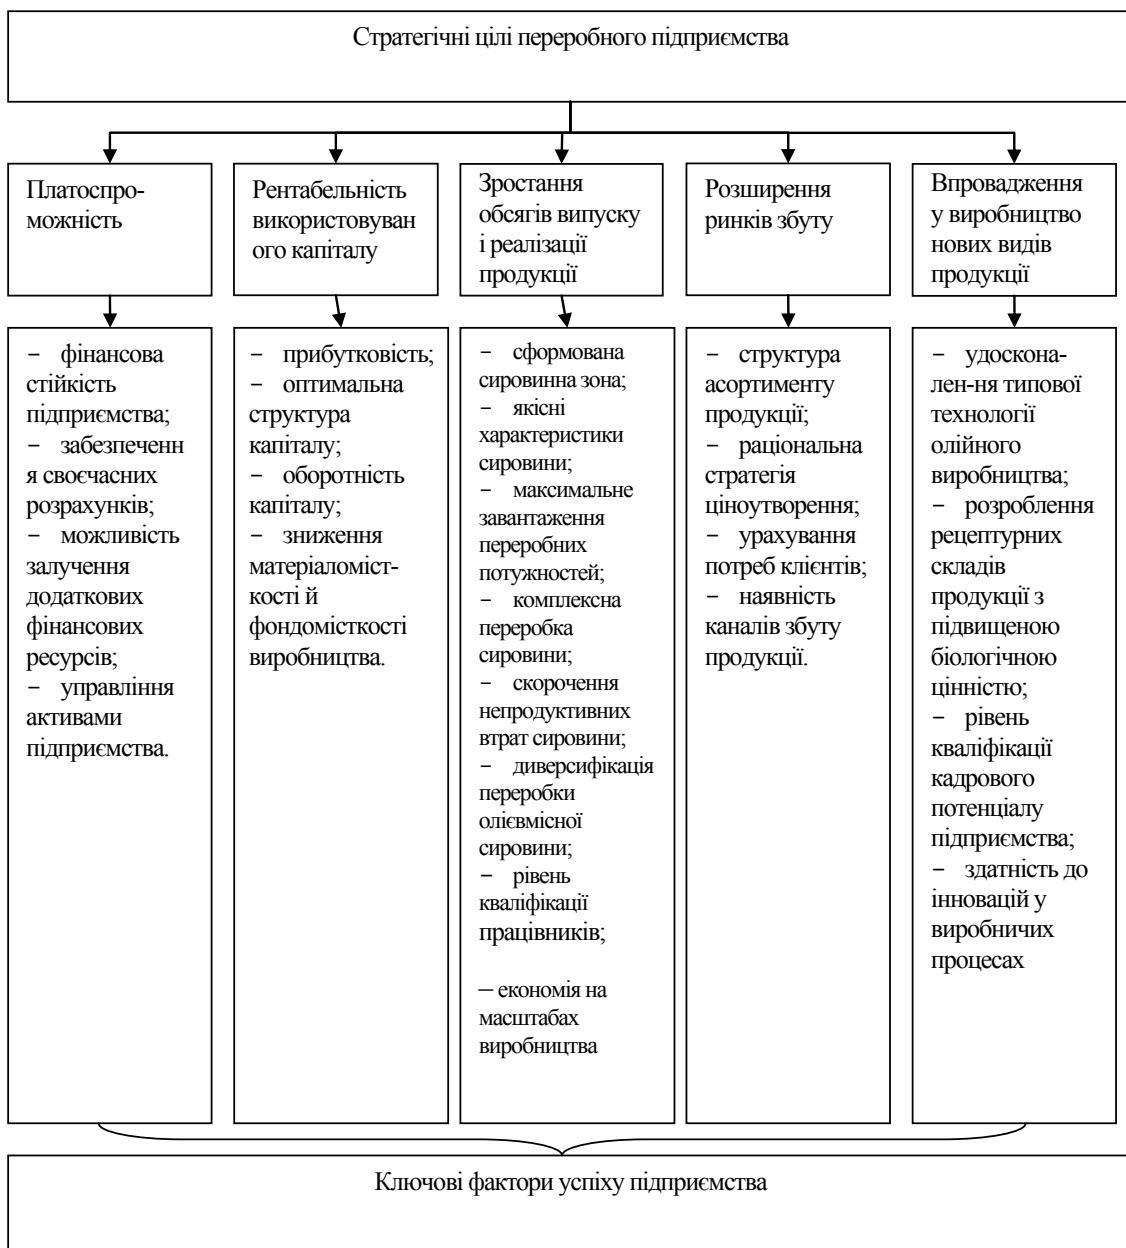 Стратегічні цілі переробного підприємства
Платоспро-
можність
Рентабельність
використовуван
ого капіталу
Зростання
обсягів випуску
і реалізації
продукції
Розширення
ринків збуту
Впровадження
у виробництво
нових видів
продукції
− фінансова
стійкість
підприємства;
− забезпеченн
я своєчасних
розрахунків;
− можливість
залучення
додаткових
фінансових
ресурсів;
− управління
активами
підприємства.
− прибутковість;
− оптимальна
структура
капіталу;
− оборотність
капіталу;
− зниження
матеріаломіст-
кості й
фондомісткості
виробництва.
− сформована
сировинна зона;
− якісні
характеристики
сировини;
− максимальне
завантаження
переробних
потужностей;
− комплексна
переробка
сировини;
− скорочення
непродуктивних
втрат сировини;
− диверсифікація
переробки
олієвмісної
сировини;
− рівень
кваліфікації
працівників;
– економія на
масштабах
виробництва
− структура
асортименту
продукції;
− раціональна
стратегія
ціноутворення;
− урахування
потреб клієнтів;
− наявність
каналів збуту
продукції.
− удоскона-
лен-ня типової
технології
олійного
виробництва;
− розроблення
рецептурних
складів
продукції з
підвищеною
біологічною
цінністю;
− рівень
кваліфікації
кадрового
потенціалу
підприємства;
− здатність до
інновацій у
виробничих
процесах
Ключові фактори успіху підприємства